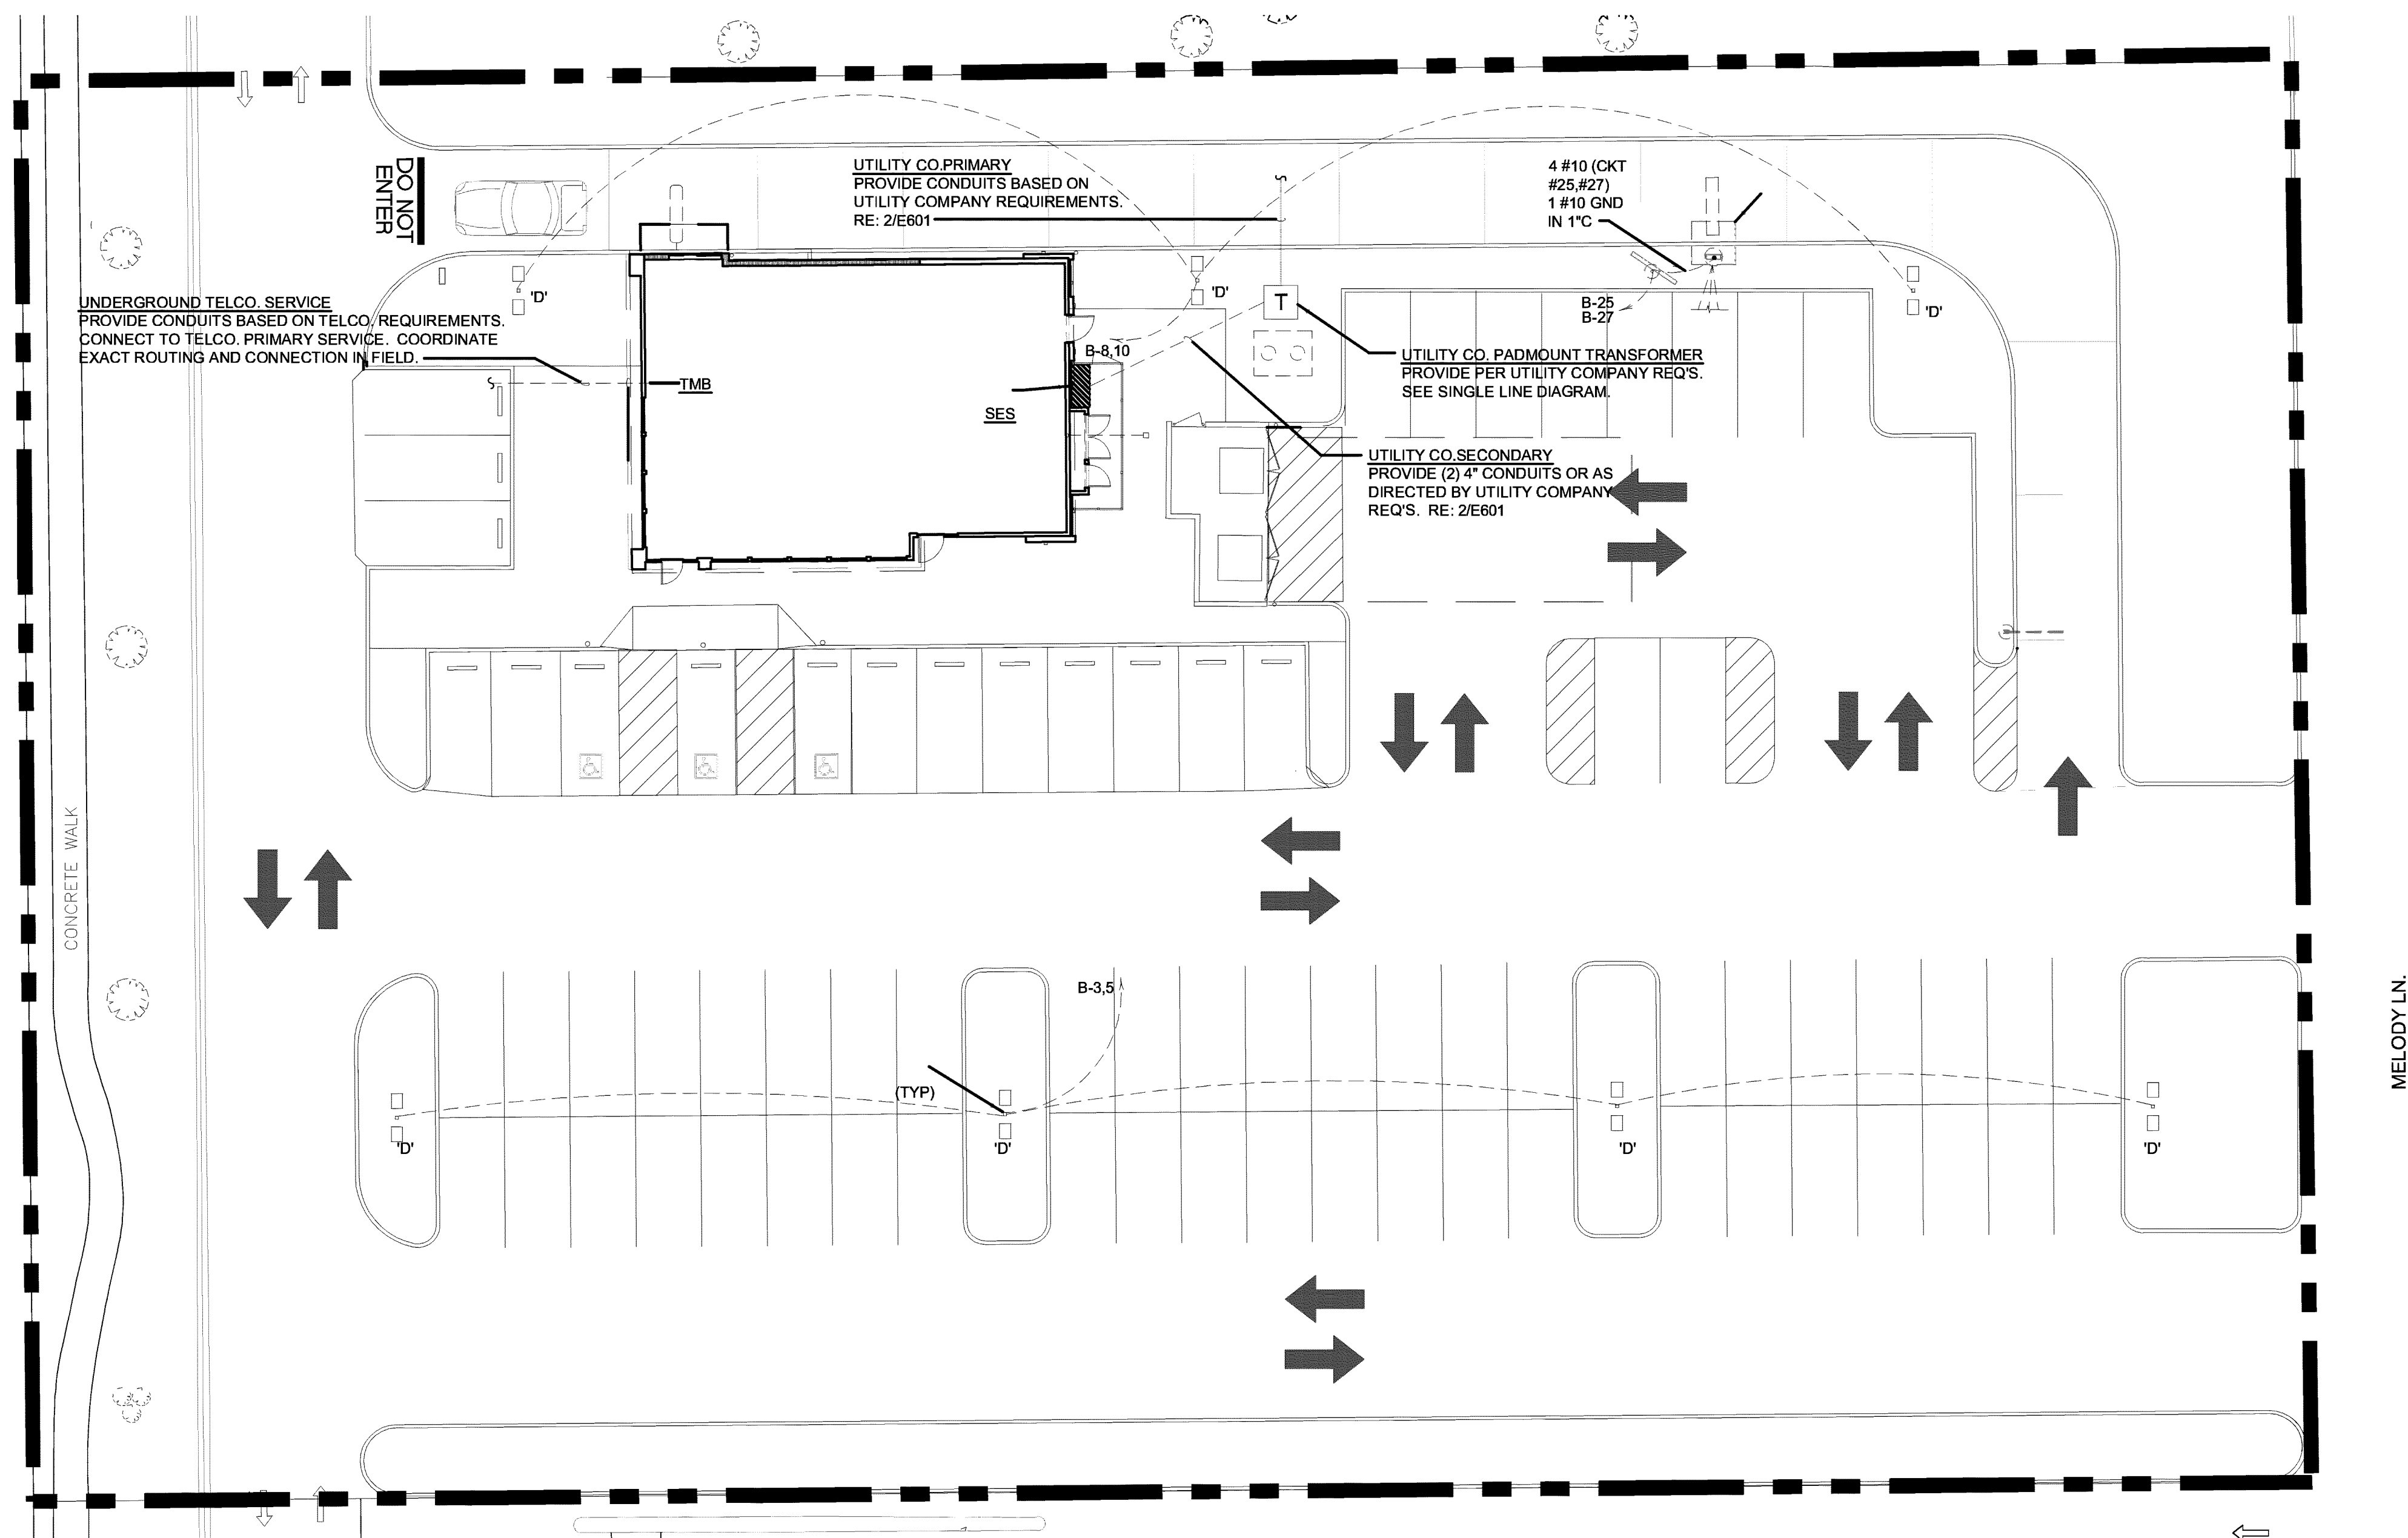 DO NOT
ENTER
UTILITY CO.PRIMARY
PROVIDE CONDUITS BASED ON
UTILITY COMPANY REQUIREMENTS.
RE: 2/E601
4 #10 (CKT
#25,#27)
1 #10 GND
IN 1"C
'D'
'D'
T
B-25
B-27
'D'
UNDERGROUND TELCO. SERVICE
PROVIDE CONDUITS BASED ON TELCO. REQUIREMENTS.
CONNECT TO TELCO. PRIMARY SERVICE. COORDINATE
EXACT ROUTING AND CONNECTION IN FIELD.
TMB
B-8,10
SES
UTILITY CO. PADMOUNT TRANSFORMER
PROVIDE PER UTILITY COMPANY REQ'S.
SEE SINGLE LINE DIAGRAM.
UTILITY CO.SECONDARY
PROVIDE (2) 4" CONDUITS OR AS
DIRECTED BY UTILITY COMPANY
REQ'S. RE: 2/E601
CONCRETE WALK
B-3,5
MELODY LN.
(TYP)
'D'
'D'
'D'
'D'